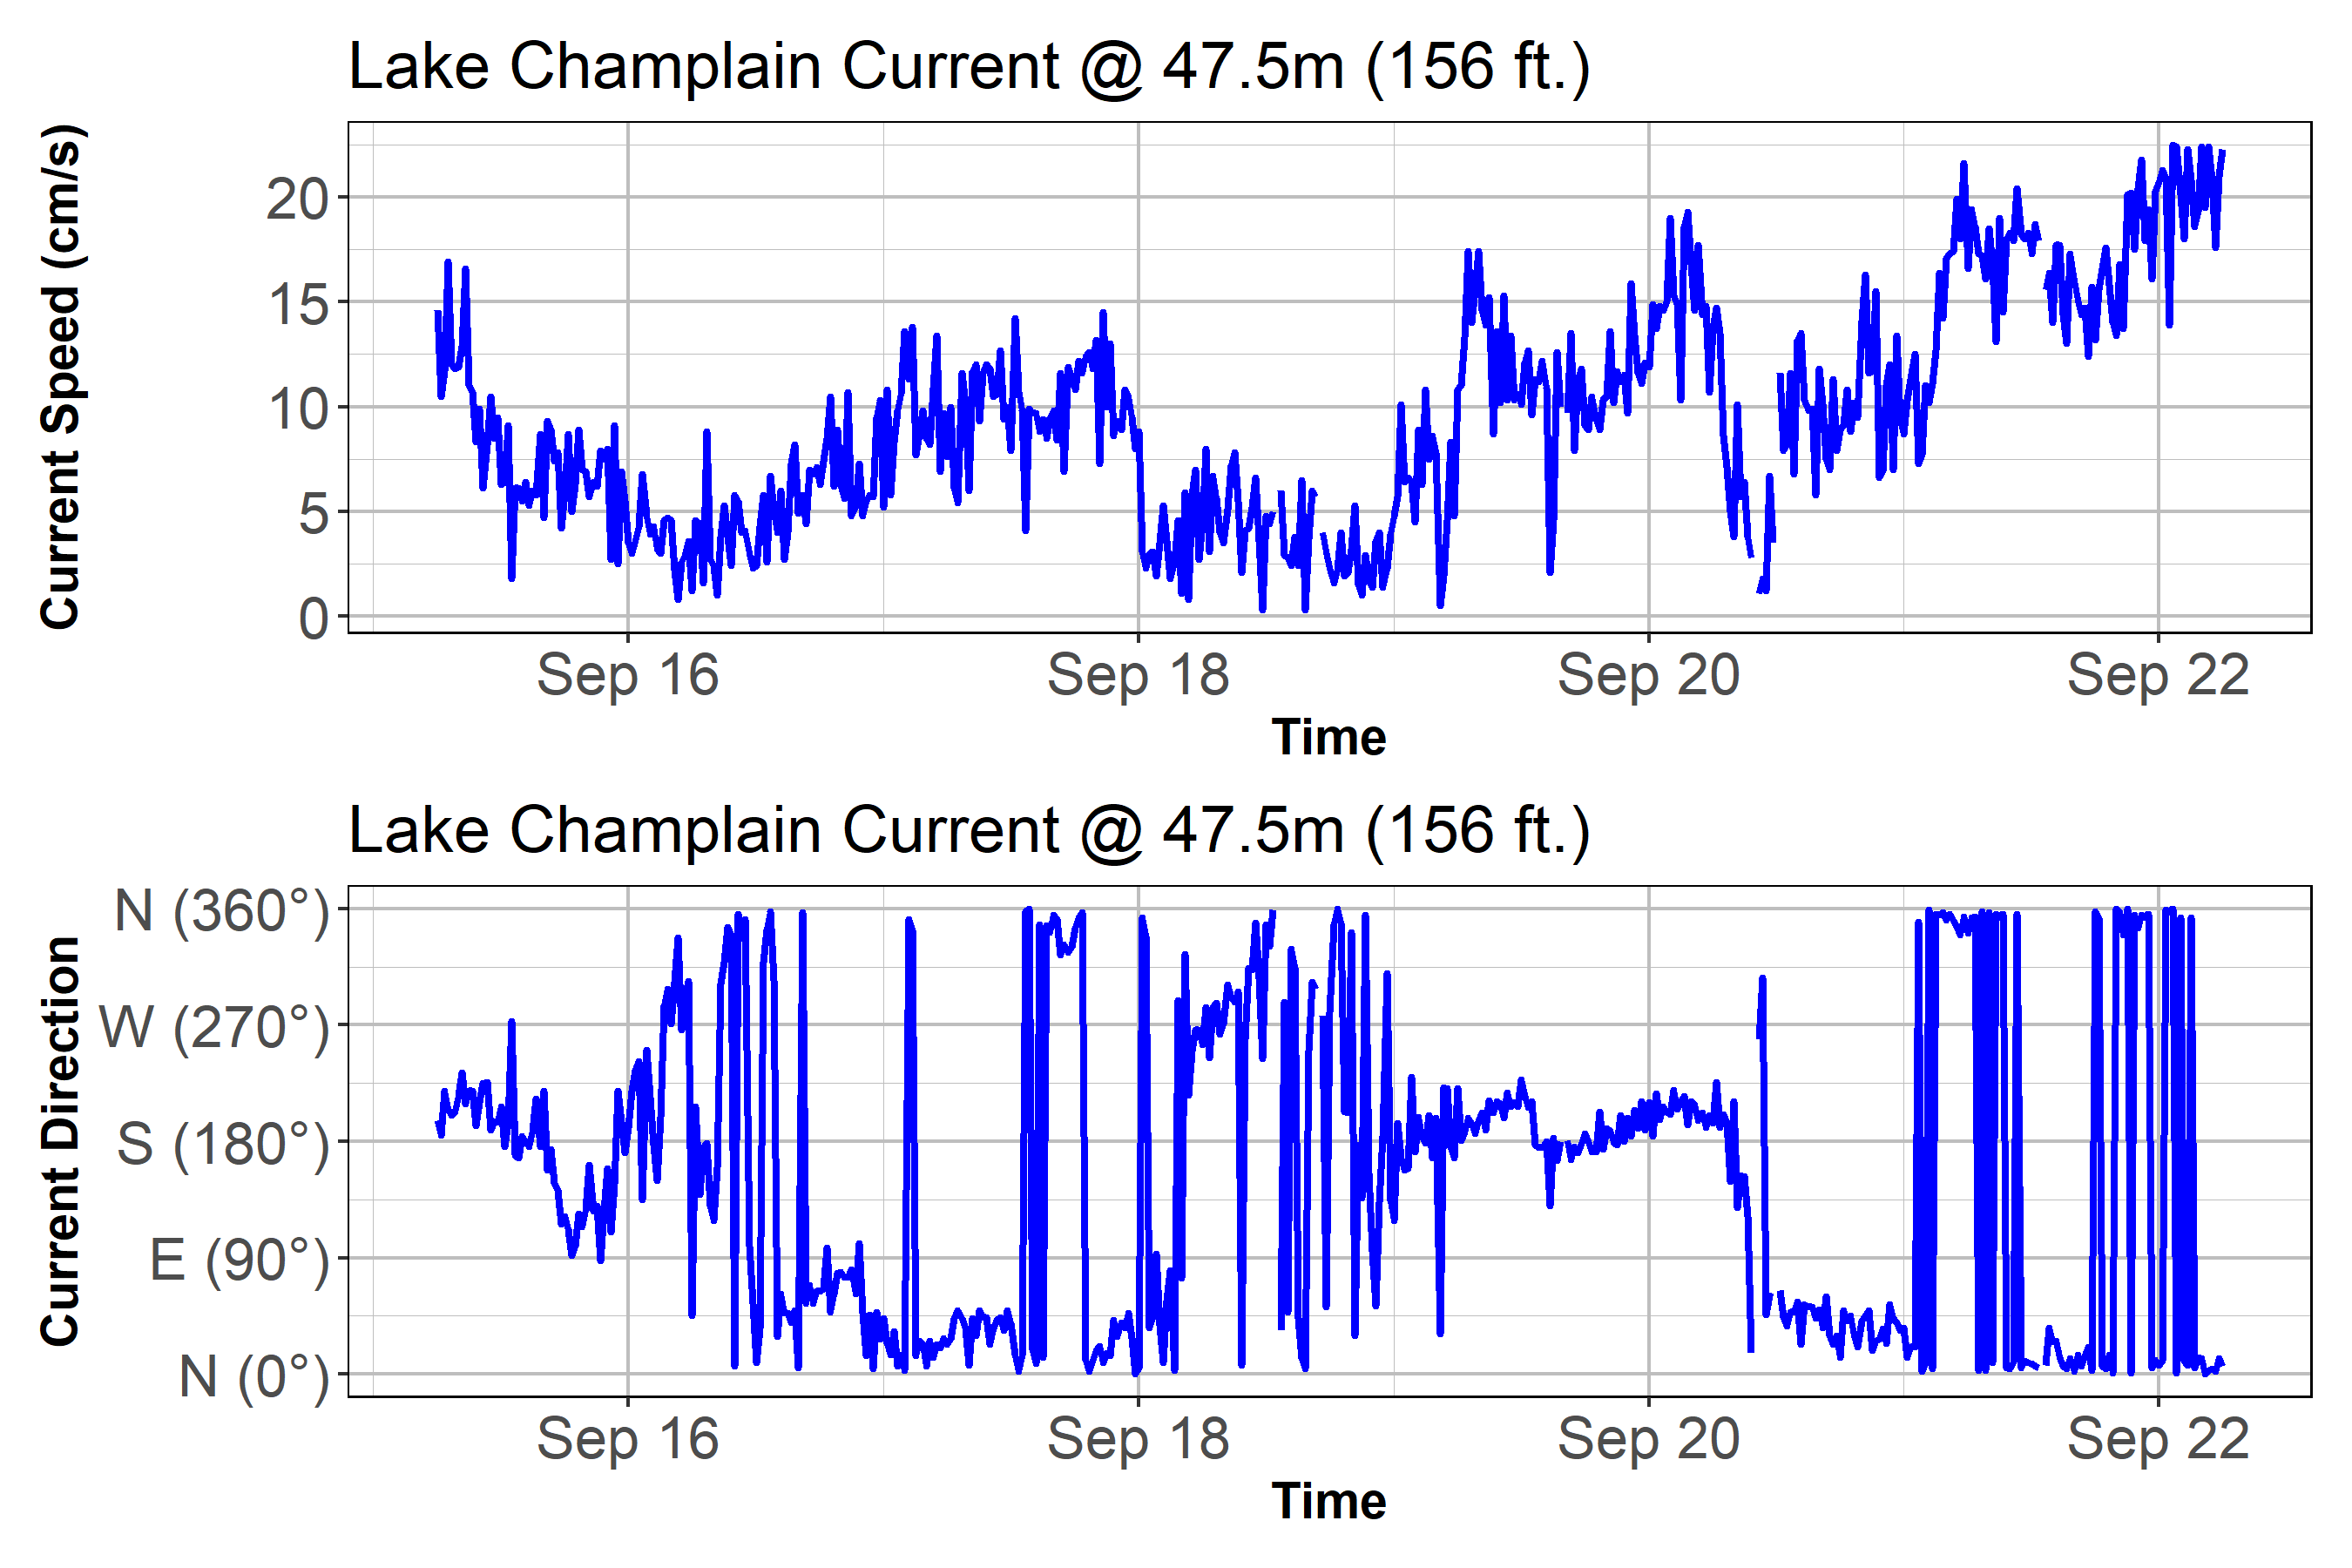 Lake Champlain Current @ 47.5m (156 ft.)
Current Speed (cm/s)
20
15
10
5
0
Sep 16 Sep 18 Sep 20 Sep 22
Time
Lake Champlain Current @ 47.5m (156 ft.)
Current Direction
N (360°)
W (270°)
S (180°)
E (90°)
N (0°)
Sep 16 Sep 18 Sep 20 Sep 22
Time